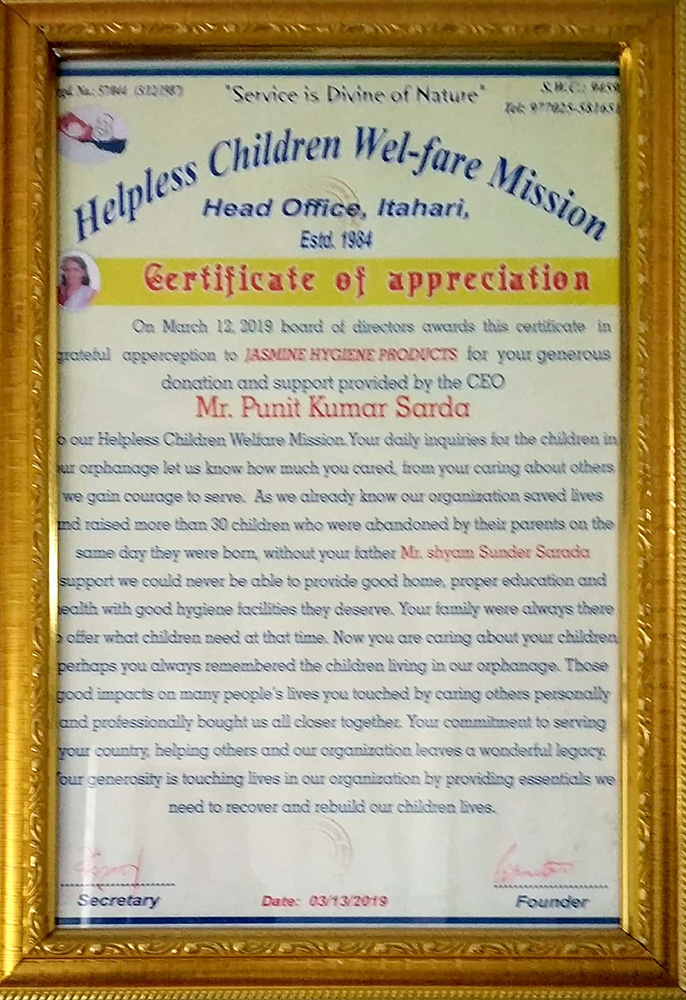 No.: 57044 (S12/1987)
"Service is Divine of Nature"
S.W.C.: 9459
Tel: 977025-581651
Helpless Children Wel-fare Mission
Head Office, Itahari,
Estd. 1984
Certificate of appreciation
On March 12, 2019 board of directors awards this certificate in
grateful apperception to JASMINE HYGIENE PRODUCTS for your generous
donation and support provided by the CEO
Mr. Punit Kumar Sarda
o our Helpless Children Welfare Mission. Your daily inquiries for the children in
ur orphanage let us know how much you cared, from your caring about others
we gain courage to serve. As we already know our organization saved lives
nd raised more than 30 children who were abandoned by their parents on the
same day they were born, without your father Mr. shyam Sunder Sarada
support we could never be able to provide good home, proper education and
ealth with good hygiene facilities they deserve. Your family were always there
offer what children need at that time. Now you are caring about your children
perhaps you always remembered the children living in our orphanage. Those
good impacts on many people's lives you touched by caring others personally
and professionally bought us all closer together. Your commitment to serving
your country, helping others and our organization leaves a wonderful legacy.
our generosity is touching lives in our organization by providing essentials we
need to recover and rebuild our children lives.
Secretary
Date: 03/13/2019
Founder